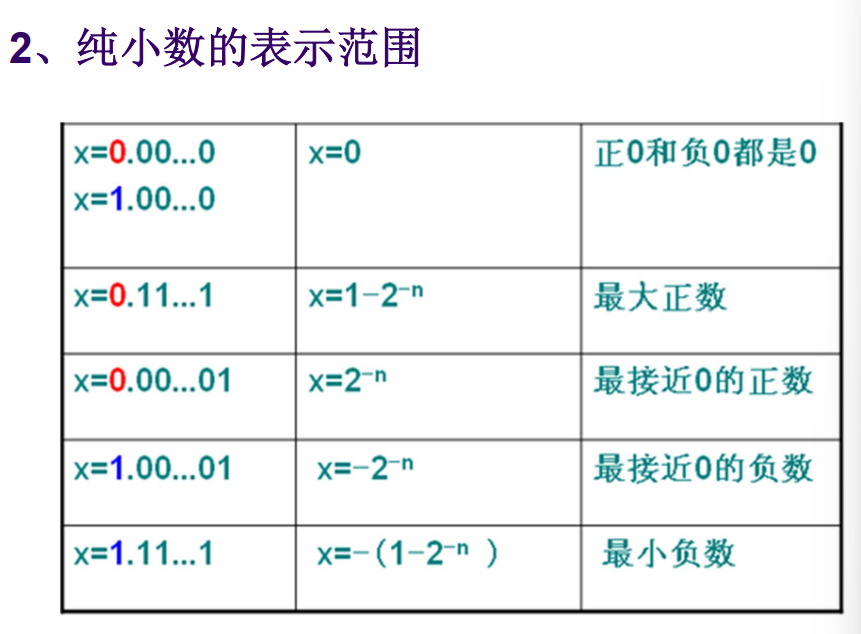 2、纯小数的表示范围
x=0.00...0 x=0 正0和负0都是0
x=1.00...0
x=0.11...1 x=1-2⁻ⁿ 最大正数
x=0.00...01 x=2⁻ⁿ 最接近0的正数
x=1.00...01 x=-2⁻ⁿ 最接近0的负数
x=1.11...1 x=-(1-2⁻ⁿ ) 最小负数